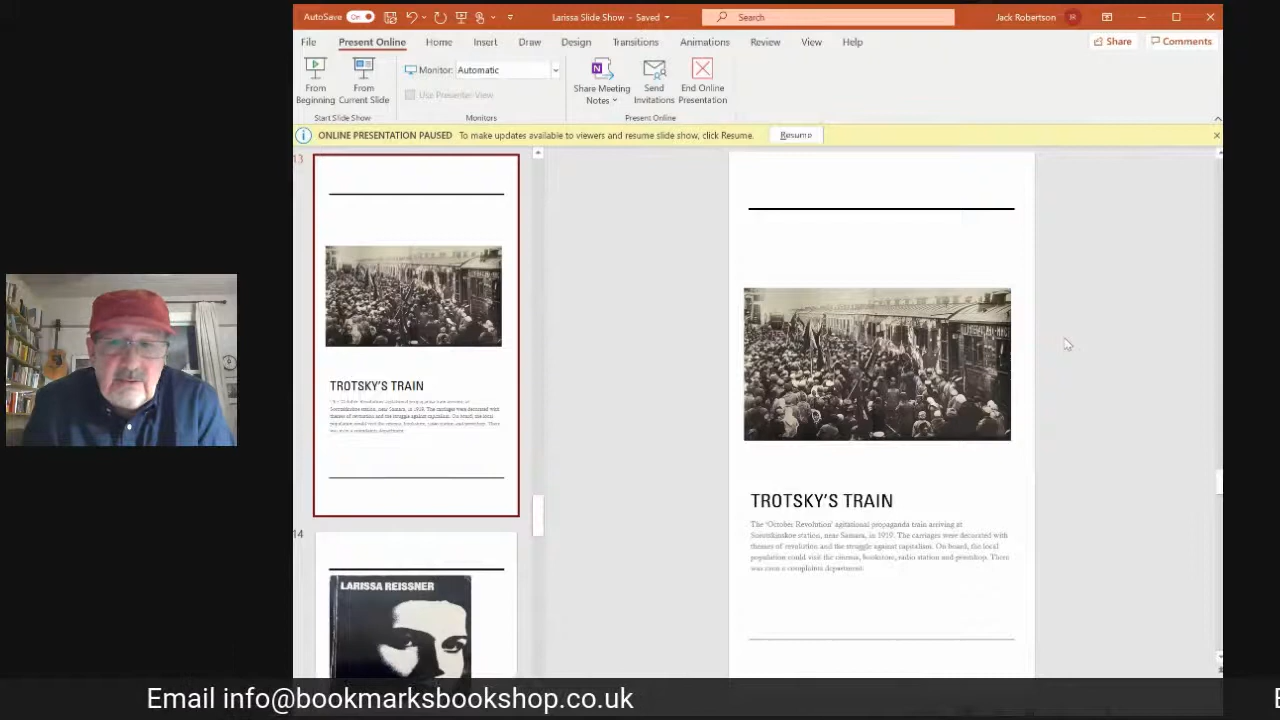 AutoSave On
Larissa Slide Show - Saved
Search
Jack Robertson
File Present Online Home Insert Draw Design Transitions Animations Review View Help
Share Comments
From Beginning
From Current Slide
Start Slide Show
Monitor: Automatic
Use Presenter View
Monitors
Share Meeting Notes
Send Invitations
End Online Presentation
Present Online
ONLINE PRESENTATION PAUSED To make updates available to viewers and resume slide show, click Resume. Resume
13
TROTSKY'S TRAIN
14
LARISSA REISSNER
TROTSKY'S TRAIN
The 'October Revolution' agitational propaganda train arriving at
station, near Samara, in 1919. The carriages were decorated with
themes of revolution and the struggle against capitalism. On board, the local
population could visit the cinema, bookstore, radio station and printshop. There
was even a complaints department.
Email info@bookmarksbookshop.co.uk
E